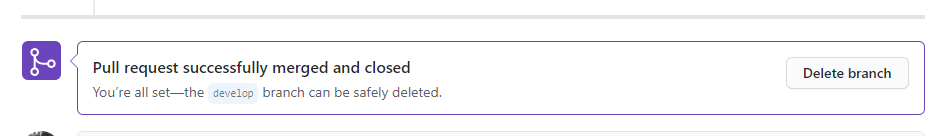 Pull request successfully merged and closed
You’re all set—the develop branch can be safely deleted.
Delete branch